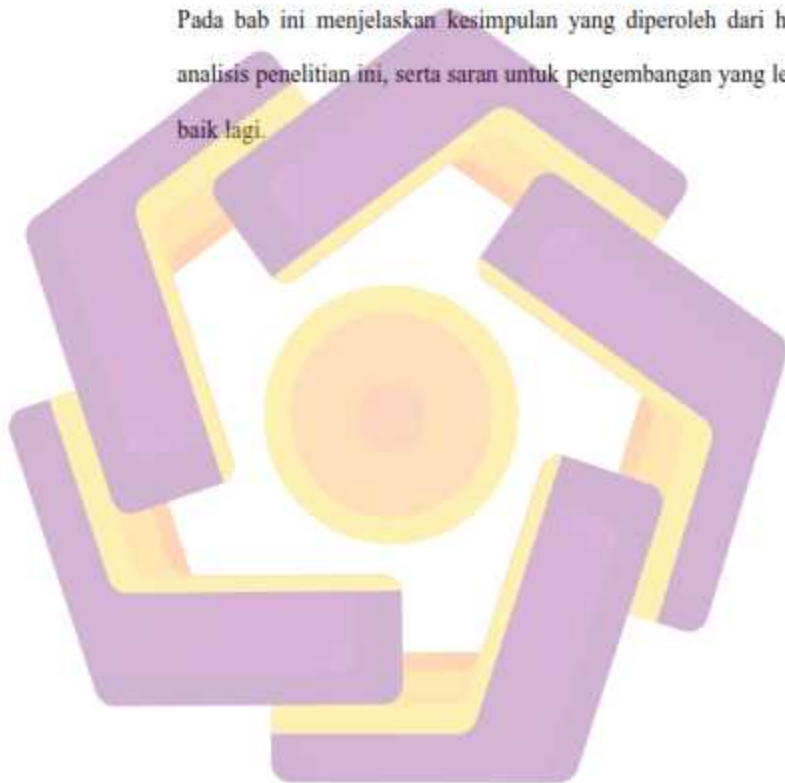 Pada bab ini menjelaskan kesimpulan yang diperoleh dari
analisis penelitian ini, serta saran untuk pengembangan yang
baik lagi.